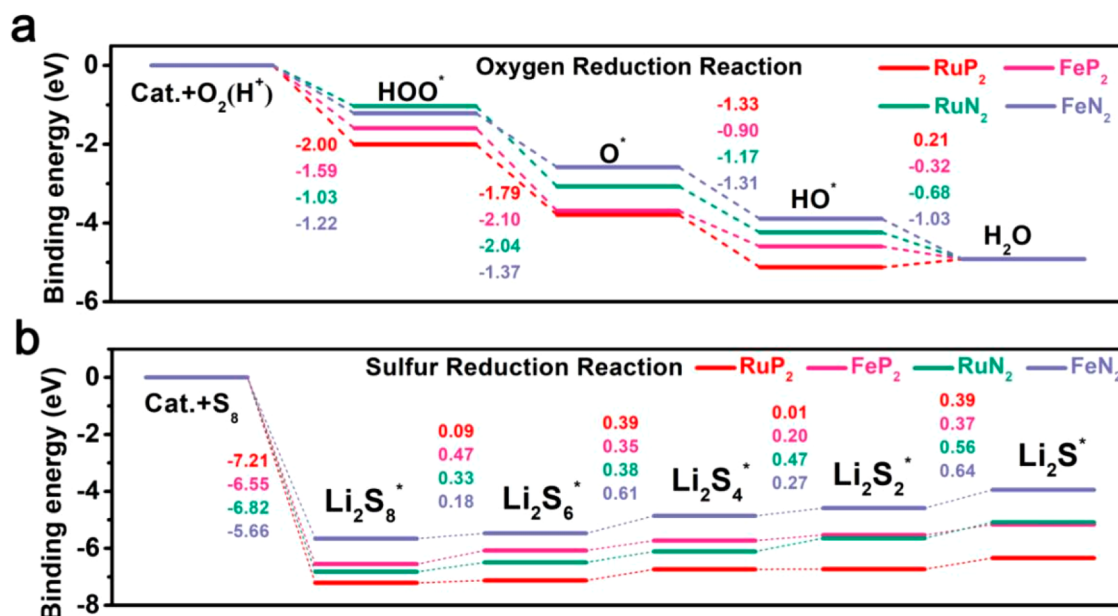 a
Binding energy (eV)
0
-2
-4
-6
Oxygen Reduction Reaction
RuP₂ FeP₂
RuN₂ FeN₂
Cat.+O₂(H⁺)
HOO*
O*
HO*
H₂O
-2.00
-1.59
-1.03
-1.22
-1.79
-2.10
-2.04
-1.37
-1.33
-0.90
-1.17
-1.31
0.21
-0.32
-0.68
-1.03
b
Binding energy (eV)
0
-2
-4
-6
-8
Sulfur Reduction Reaction RuP₂ FeP₂ RuN₂ FeN₂
Cat.+S₈
Li₂S₈*
Li₂S₆*
Li₂S₄*
Li₂S₂*
Li₂S*
-7.21
-6.55
-6.82
-5.66
0.09
0.47
0.33
0.18
0.39
0.35
0.38
0.61
0.01
0.20
0.47
0.27
0.39
0.37
0.56
0.64